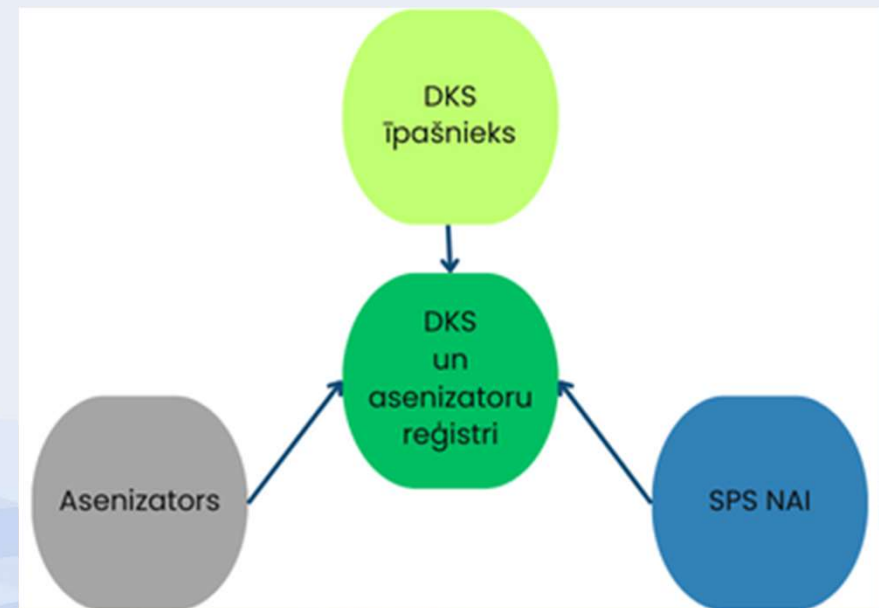 DKS
īpašnieks
DKS
un
asenizatoru
reģistri
Asenizators
SPS NAI